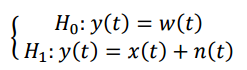 H₀: y(t) = w(t)
H₁: y(t) = x(t) + n(t)